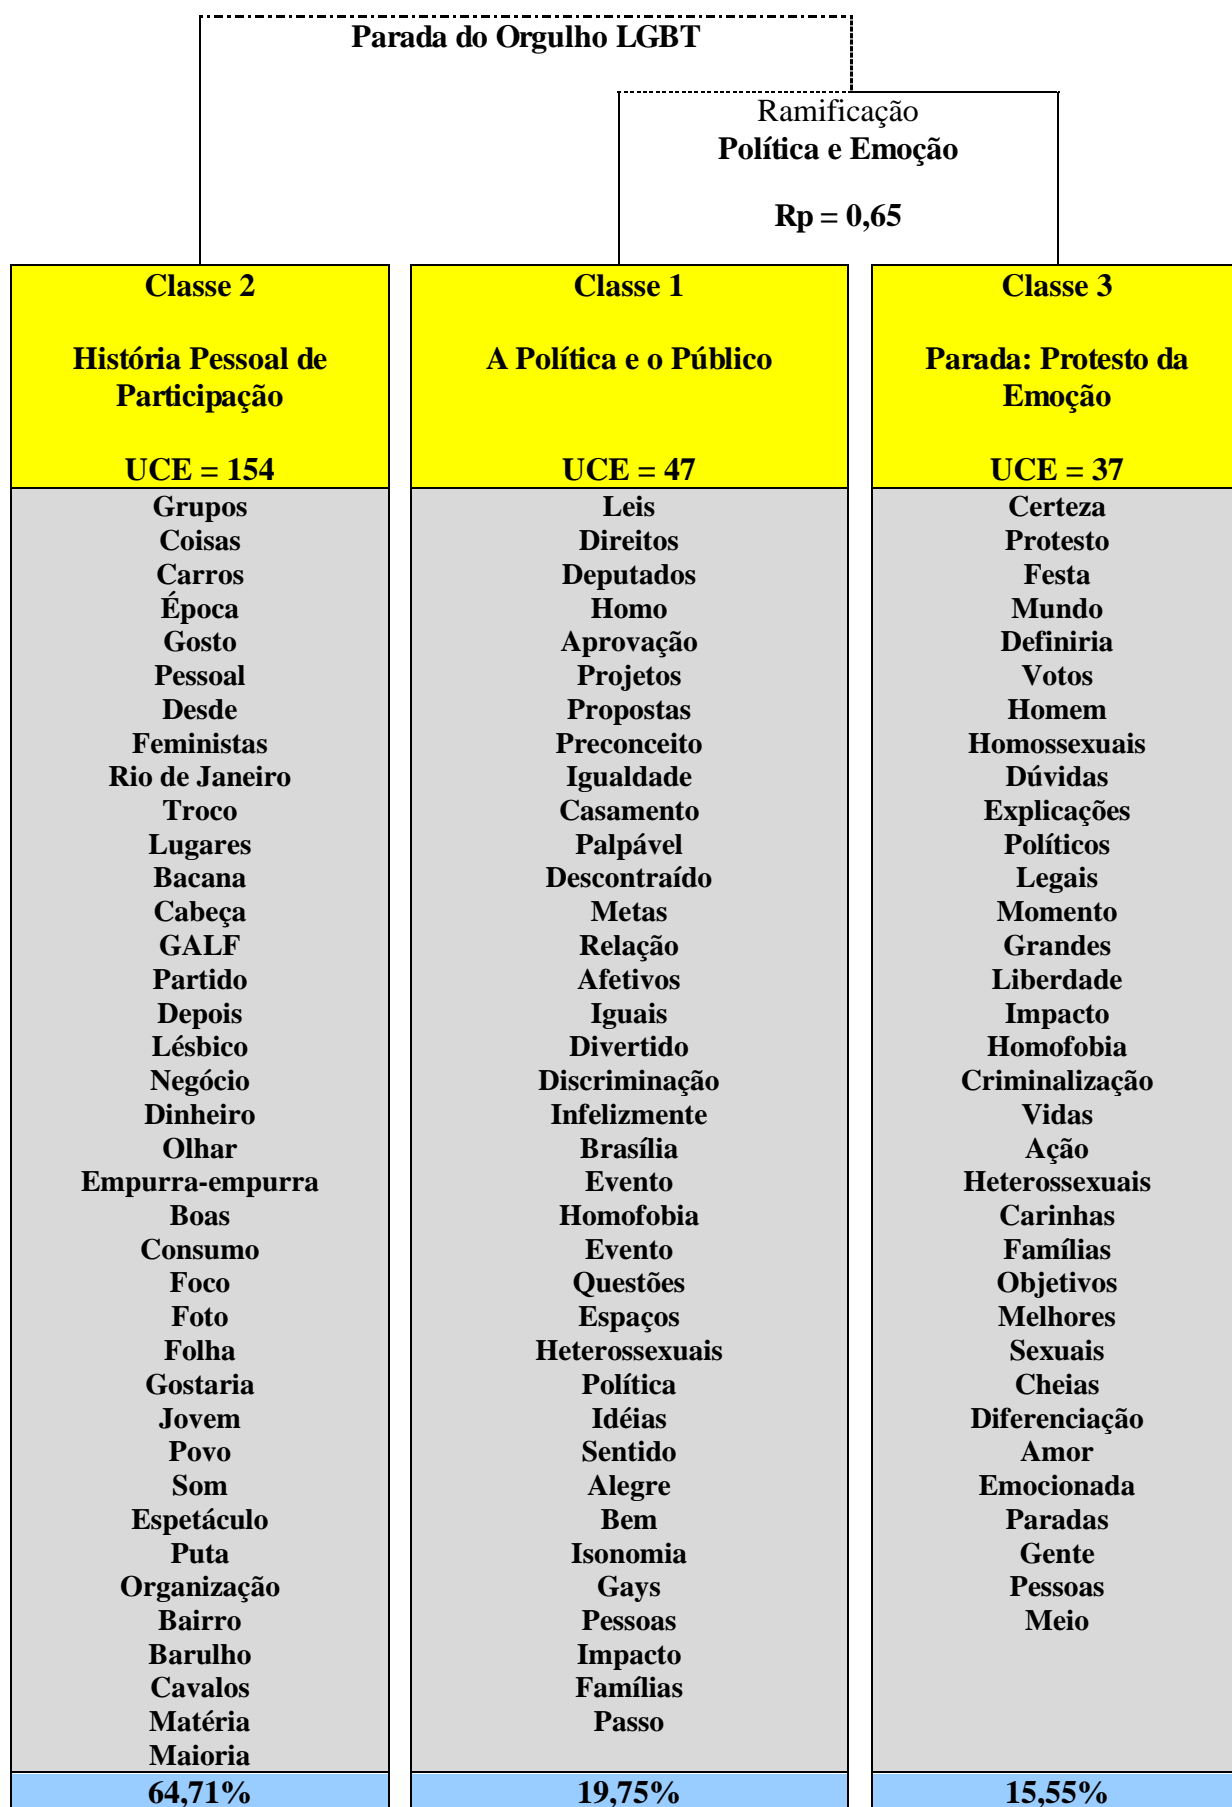 Parada do Orgulho LGBT
Ramificação
Política e Emoção
Rp = 0,65
Classe 2
História Pessoal de
Participação
UCE = 154
Grupos
Coisas
Carros
Época
Gosto
Pessoal
Desde
Feministas
Rio de Janeiro
Troco
Lugares
Bacana
Cabeça
GALF
Partido
Depois
Lésbico
Negócio
Dinheiro
Olhar
Empurra-empurra
Boas
Consumo
Foco
Foto
Folha
Gostaria
Jovem
Povo
Som
Espetáculo
Puta
Organização
Bairro
Barulho
Cavalos
Matéria
Maioria
64,71%
Classe 1
A Política e o Público
UCE = 47
Leis
Direitos
Deputados
Homo
Aprovação
Projetos
Propostas
Preconceito
Igualdade
Casamento
Palpável
Descontraído
Metas
Relação
Afetivos
Iguais
Divertido
Discriminação
Infelizmente
Brasília
Evento
Homofobia
Evento
Questões
Espaços
Heterossexuais
Política
Idéias
Sentido
Alegre
Bem
Isonomia
Gays
Pessoas
Impacto
Famílias
Passo
19,75%
Classe 3
Parada: Protesto da
Emoção
UCE = 37
Certeza
Protesto
Festa
Mundo
Definiria
Votos
Homem
Homossexuais
Dúvidas
Explicações
Políticos
Legais
Momento
Grandes
Liberdade
Impacto
Homofobia
Criminalização
Vidas
Ação
Heterossexuais
Carinhas
Famílias
Objetivos
Melhores
Sexuais
Cheias
Diferenciação
Amor
Emocionada
Paradas
Gente
Pessoas
Meio
15,55%